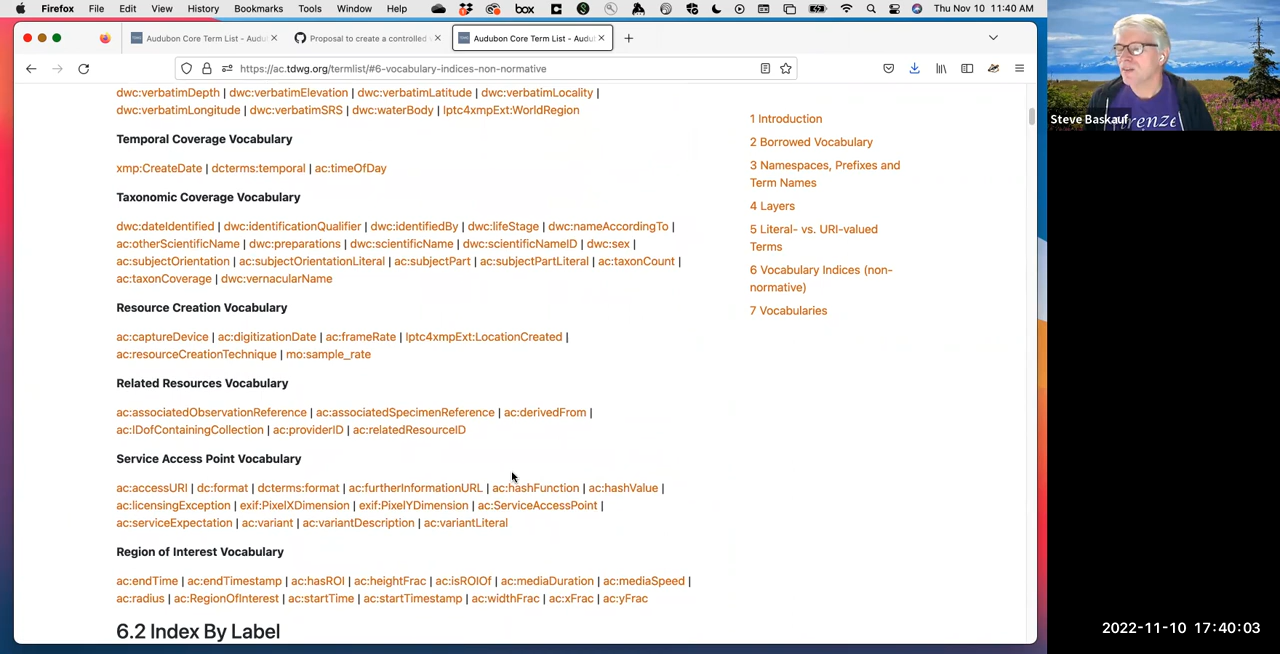 Firefox File Edit View History Bookmarks Tools Window Help box Thu Nov 10 11:40 AM
Audubon Core Term List - Audu Proposal to create a controlled v Audubon Core Term List - Audu
https://ac.tdwg.org/termlist/#6-vocabulary-indices-non-normative
dwc:verbatimDepth | dwc:verbatimElevation | dwc:verbatimLatitude | dwc:verbatimLocality |
dwc:verbatimLongitude | dwc:verbatimSRS | dwc:waterBody | Iptc4xmpExt:WorldRegion
Temporal Coverage Vocabulary
xmp:CreateDate | dcterms:temporal | ac:timeOfDay
Taxonomic Coverage Vocabulary
dwc:dateIdentified | dwc:identificationQualifier | dwc:identifiedBy | dwc:lifeStage | dwc:nameAccordingTo |
ac:otherScientificName | dwc:preparations | dwc:scientificName | dwc:scientificNameID | dwc:sex |
ac:subjectOrientation | ac:subjectOrientationLiteral | ac:subjectPart | ac:subjectPartLiteral | ac:taxonCount |
ac:taxonCoverage | dwc:vernacularName
Resource Creation Vocabulary
ac:captureDevice | ac:digitizationDate | ac:frameRate | Iptc4xmpExt:LocationCreated |
ac:resourceCreationTechnique | mo:sample_rate
Related Resources Vocabulary
ac:associatedObservationReference | ac:associatedSpecimenReference | ac:derivedFrom |
ac:IDofContainingCollection | ac:providerID | ac:relatedResourceID
Service Access Point Vocabulary
ac:accessURI | dc:format | dcterms:format | ac:furtherInformationURL | ac:hashFunction | ac:hashValue |
ac:licensingException | exif:PixelXDimension | exif:PixelYDimension | ac:ServiceAccessPoint |
ac:serviceExpectation | ac:variant | ac:variantDescription | ac:variantLiteral
Region of Interest Vocabulary
ac:endTime | ac:endTimestamp | ac:hasROI | ac:heightFrac | ac:isROIOf | ac:mediaDuration | ac:mediaSpeed |
ac:radius | ac:RegionOfInterest | ac:startTime | ac:startTimestamp | ac:widthFrac | ac:xFrac | ac:yFrac
6.2 Index By Label
1 Introduction
2 Borrowed Vocabulary
3 Namespaces, Prefixes and
Term Names
4 Layers
5 Literal- vs. URI-valued
Terms
6 Vocabulary Indices (non-
normative)
7 Vocabularies
Steve Baskauf
2022-11-10 17:40:03